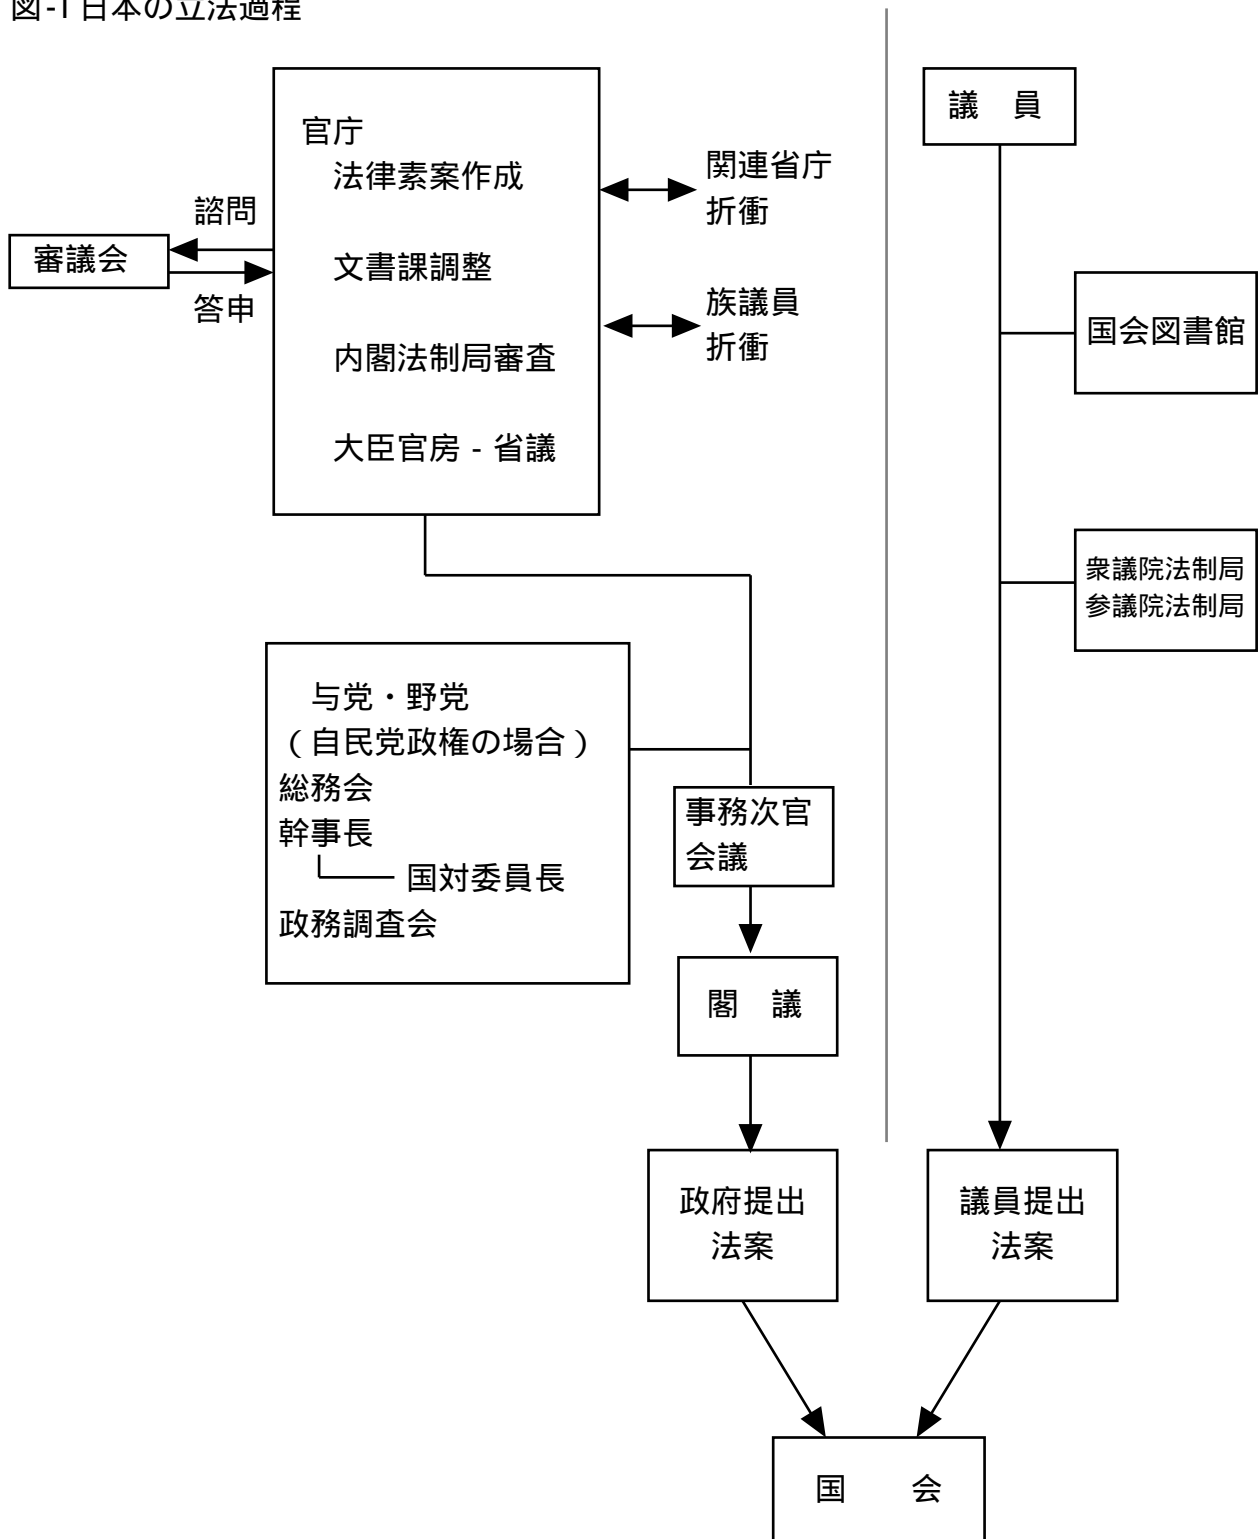 図-1 日本の立法過程
官庁
法律素案作成
文書課調整
内閣法制局審査
大臣官房 - 省議
諮問
審議会
答申
関連省庁
折衝
族議員
折衝
議 員
国会図書館
衆議院法制局
参議院法制局
与党・野党
(自民党政権の場合)
総務会
幹事長
国対委員長
政務調査会
事務次官
会議
閣 議
政府提出
法案
議員提出
法案
国 会